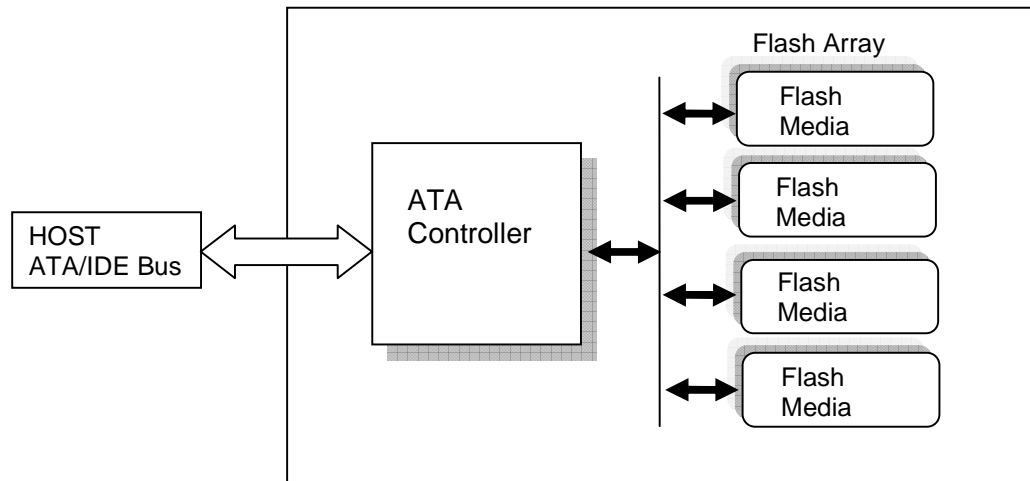 Flash Array
Flash
Media
Flash
Media
ATA
Controller
HOST
ATA/IDE Bus
Flash
Media
Flash
Media